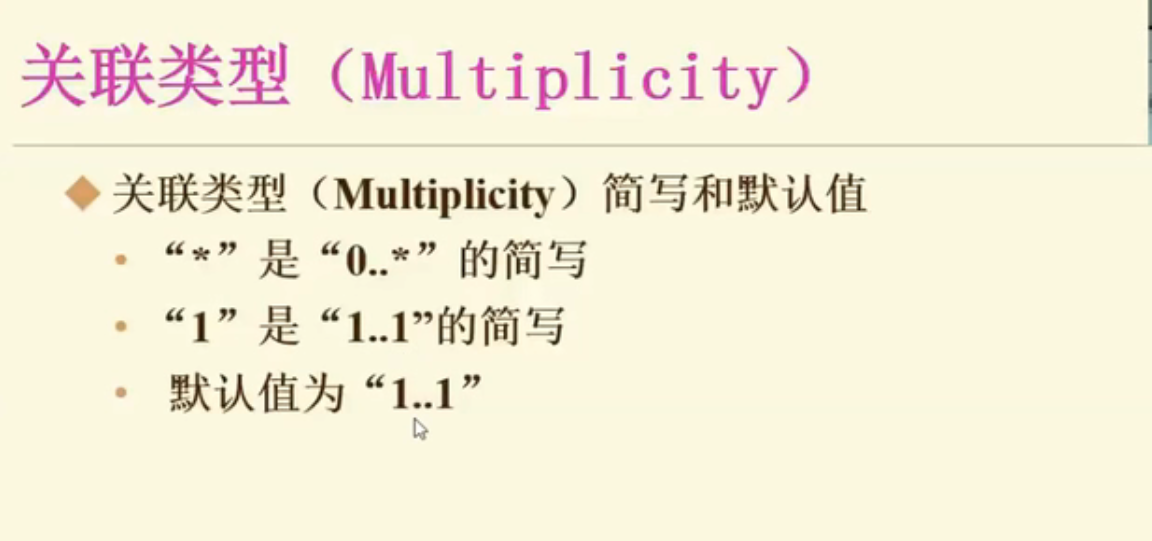 关联类型（Multiplicity）
关联类型（Multiplicity）简写和默认值
“*”是“0..*”的简写
“1”是“1..1”的简写
默认值为“1..1”